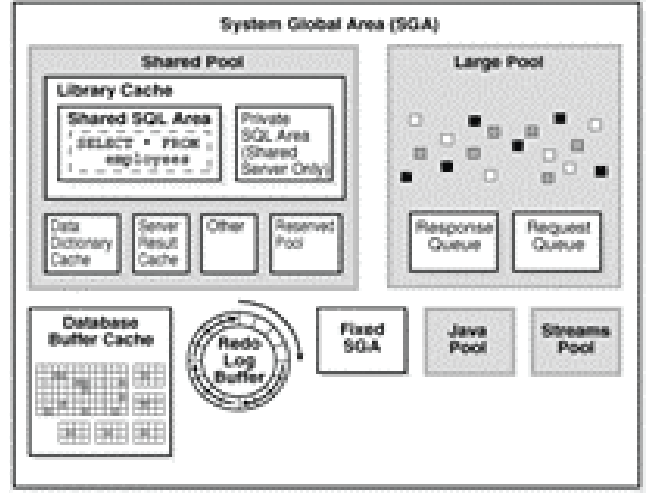 System Global Area (SGA)
Shared Pool
Large Pool
Library Cache
Shared SQL Area
SELECT * FROM
employees
Private
SQL Area
(Shared
Server Only)
Data
Dictionary
Cache
Server
Result
Cache
Other
Reserved
Pool
Response
Queue
Request
Queue
Database
Buffer Cache
Redo
Log
Buffer
Fixed
SGA
Java
Pool
Streams
Pool